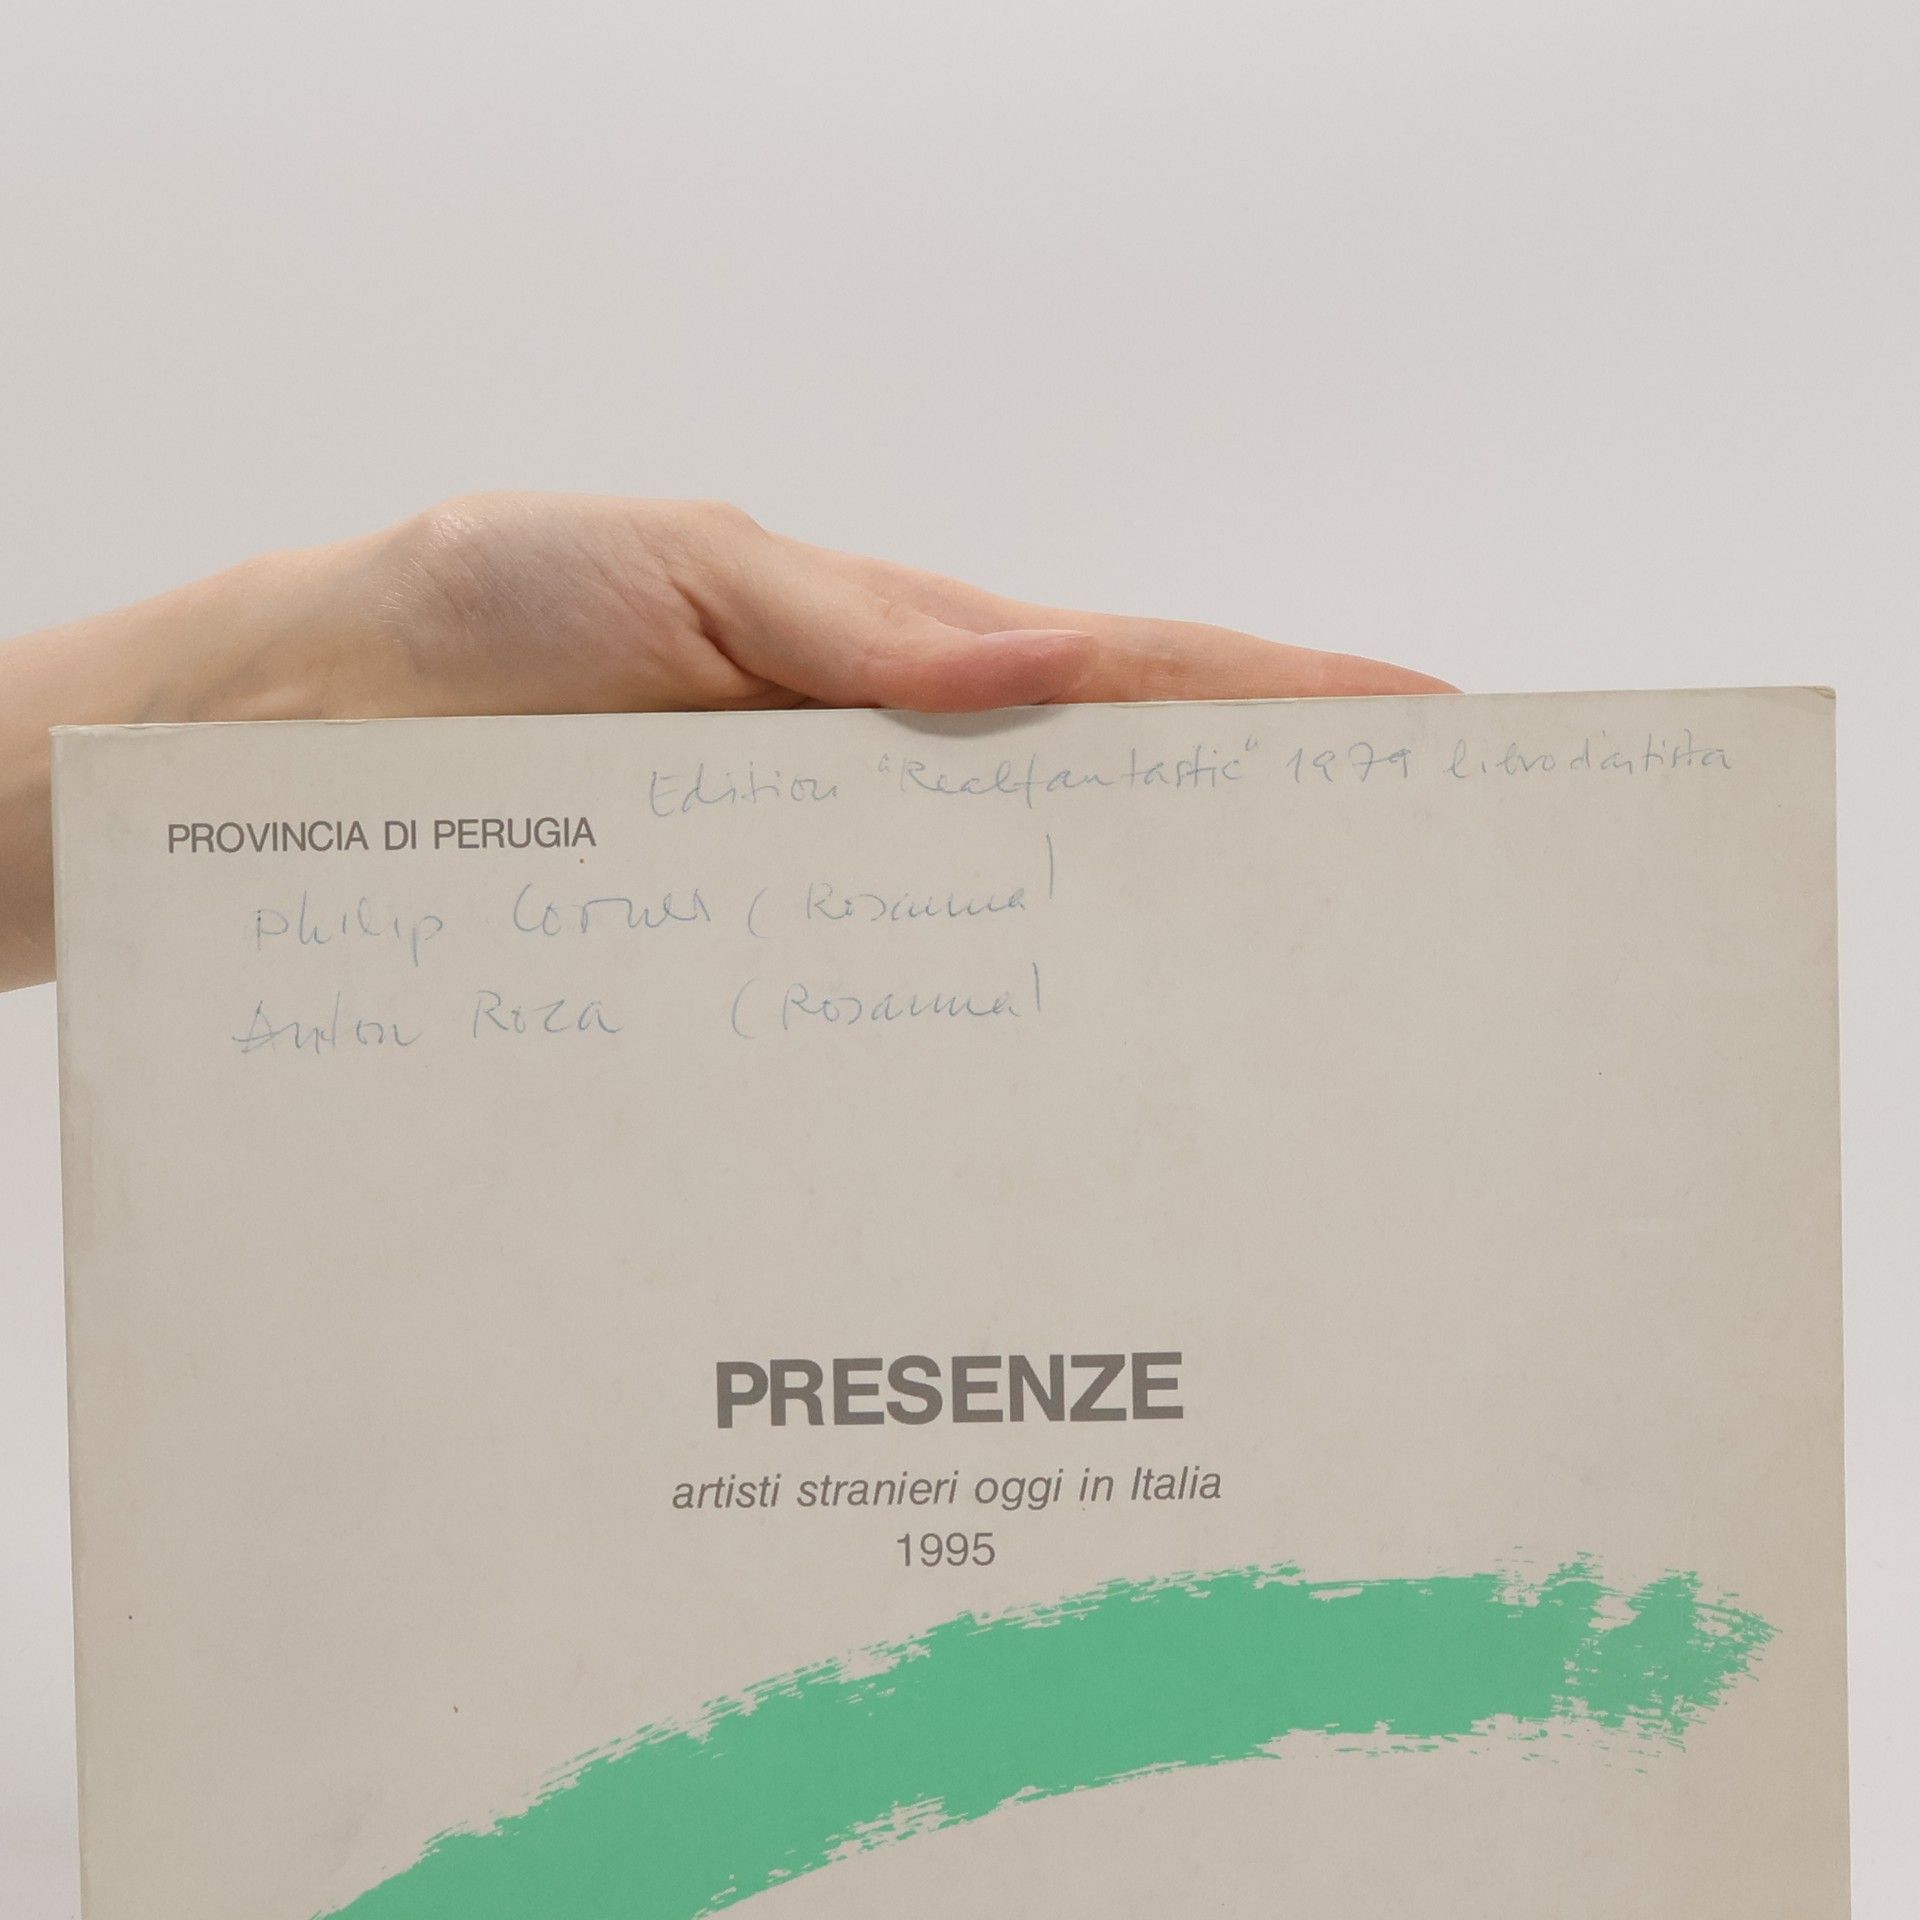 Edition "Realfantastic" 1979 libro d'artista
PROVINCIA DI PERUGIA
Philip Corner (Rosanna)
Anton Roca (Rosanna)
PRESENZE
artisti stranieri oggi in Italia
1995